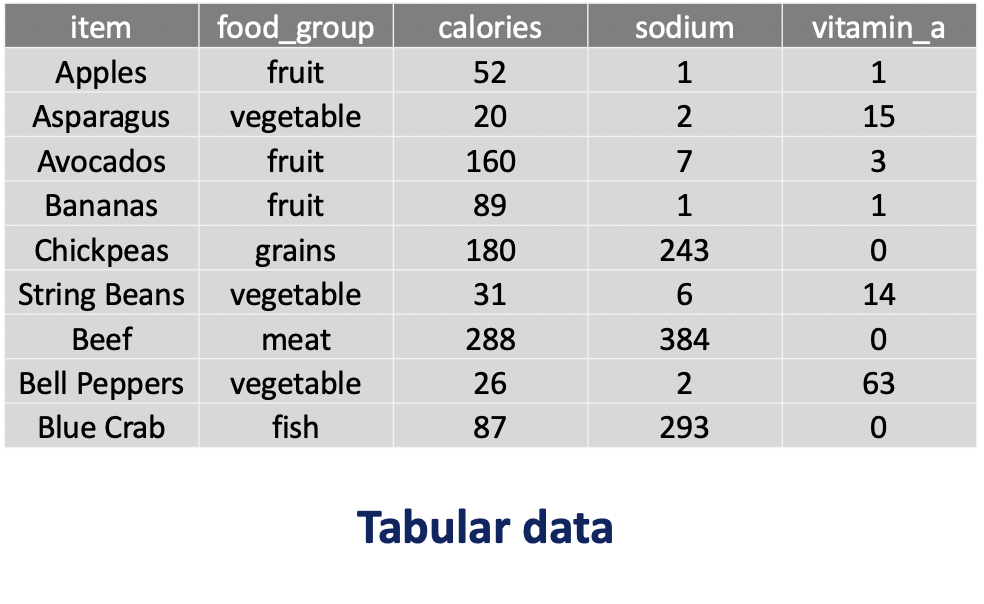 item food_group calories sodium vitamin_a
Apples fruit 52 1 1
Asparagus vegetable 20 2 15
Avocados fruit 160 7 3
Bananas fruit 89 1 1
Chickpeas grains 180 243 0
String Beans vegetable 31 6 14
Beef meat 288 384 0
Bell Peppers vegetable 26 2 63
Blue Crab fish 87 293 0
Tabular data